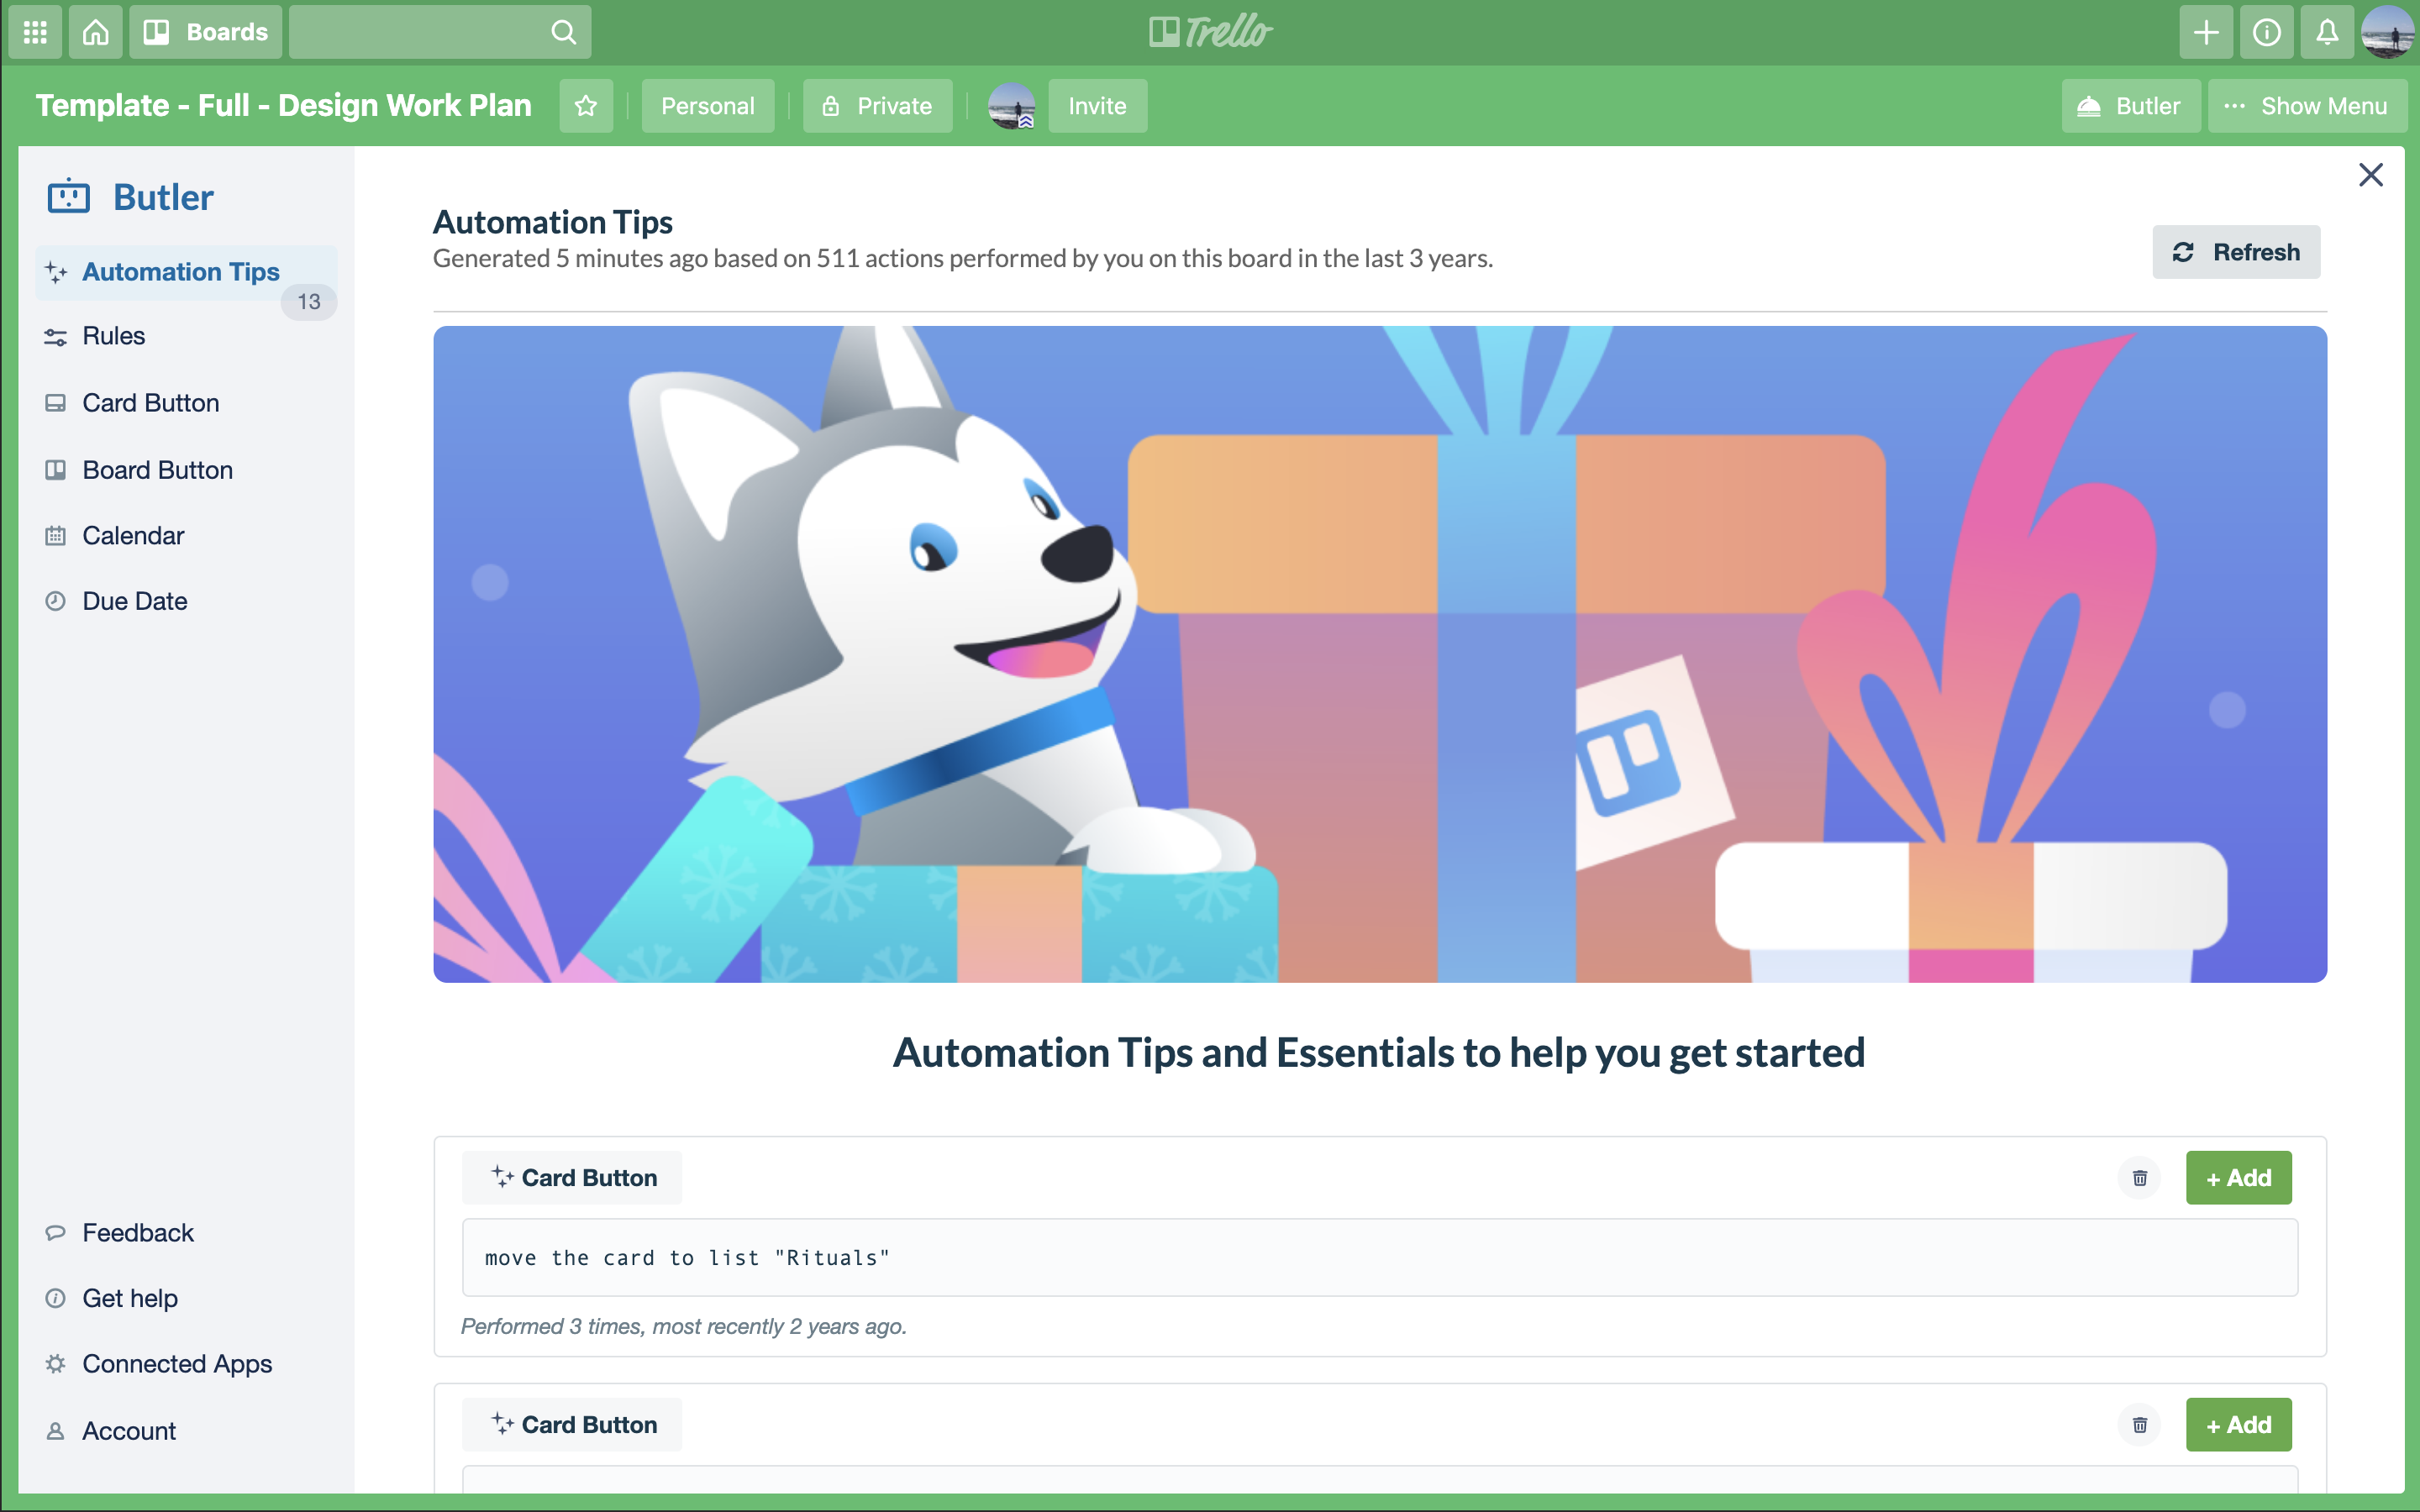 Boards
Trello
Template - Full - Design Work Plan
Personal
Private
Invite
Butler
Show Menu
Butler
Automation Tips
13
Rules
Card Button
Board Button
Calendar
Due Date
Feedback
Get help
Connected Apps
Account
Automation Tips
Generated 5 minutes ago based on 511 actions performed by you on this board in the last 3 years.
Refresh
Automation Tips and Essentials to help you get started
Card Button
+ Add
move the card to list "Rituals"
Performed 3 times, most recently 2 years ago.
Card Button
+ Add